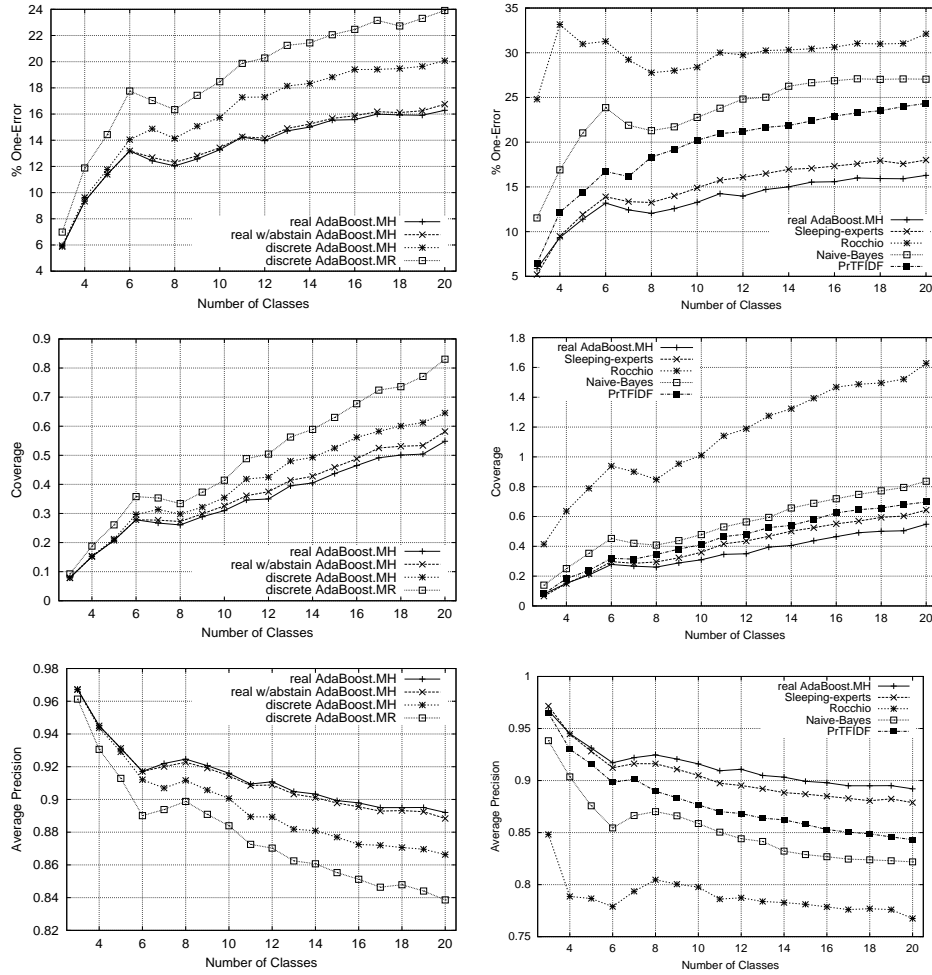 24
22
20
18
16
14
12
10
8
6
4
% One-Error
real AdaBoost.MH
real w/abstain AdaBoost.MH
discrete AdaBoost.MH
discrete AdaBoost.MR
4 6 8 10 12 14 16 18 20
Number of Classes
35
30
25
20
15
10
5
% One-Error
real AdaBoost.MH
Sleeping-experts
Rocchio
Naive-Bayes
PrTFIDF
4 6 8 10 12 14 16 18 20
Number of Classes
0.9
0.8
0.7
0.6
0.5
0.4
0.3
0.2
0.1
0
Coverage
real AdaBoost.MH
real w/abstain AdaBoost.MH
discrete AdaBoost.MH
discrete AdaBoost.MR
4 6 8 10 12 14 16 18 20
Number of Classes
1.8
1.6
1.4
1.2
1
0.8
0.6
0.4
0.2
0
Coverage
real AdaBoost.MH
Sleeping-experts
Rocchio
Naive-Bayes
PrTFIDF
4 6 8 10 12 14 16 18 20
Number of Classes
0.98
0.96
0.94
0.92
0.9
0.88
0.86
0.84
0.82
Average Precision
real AdaBoost.MH
real w/abstain AdaBoost.MH
discrete AdaBoost.MH
discrete AdaBoost.MR
4 6 8 10 12 14 16 18 20
Number of Classes
1
0.95
0.9
0.85
0.8
0.75
Average Precision
real AdaBoost.MH
Sleeping-experts
Rocchio
Naive-Bayes
PrTFIDF
4 6 8 10 12 14 16 18 20
Number of Classes